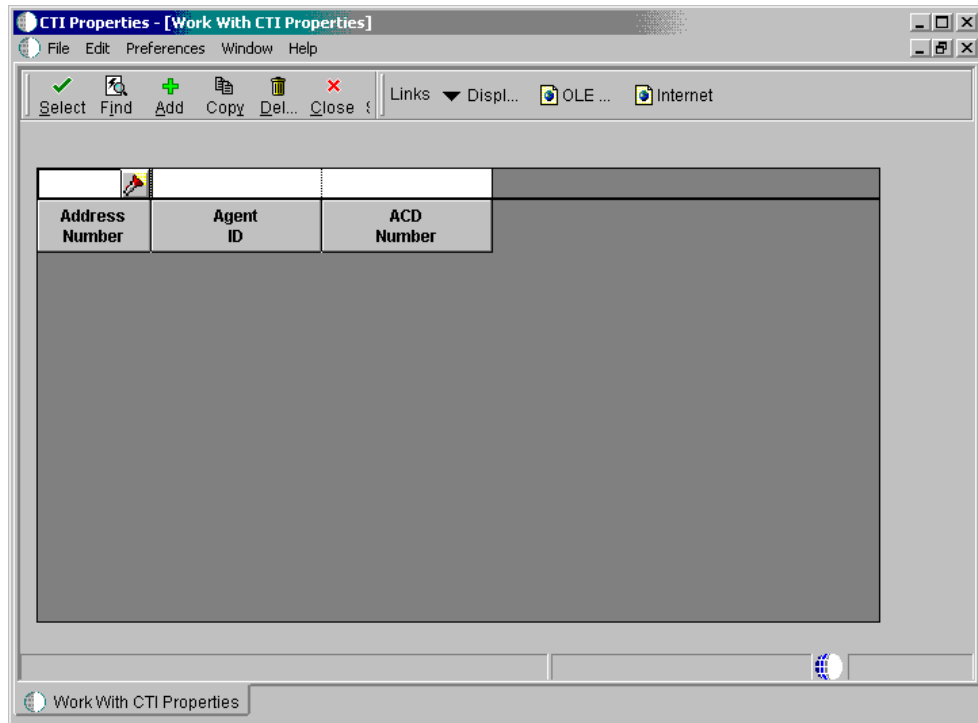 CTI Properties - [Work With CTI Properties]
File Edit Preferences Window Help
Select Find Add Copy Del... Close Links Displ... OLE ... Internet
Address Number
Agent ID
ACD Number
Work With CTI Properties